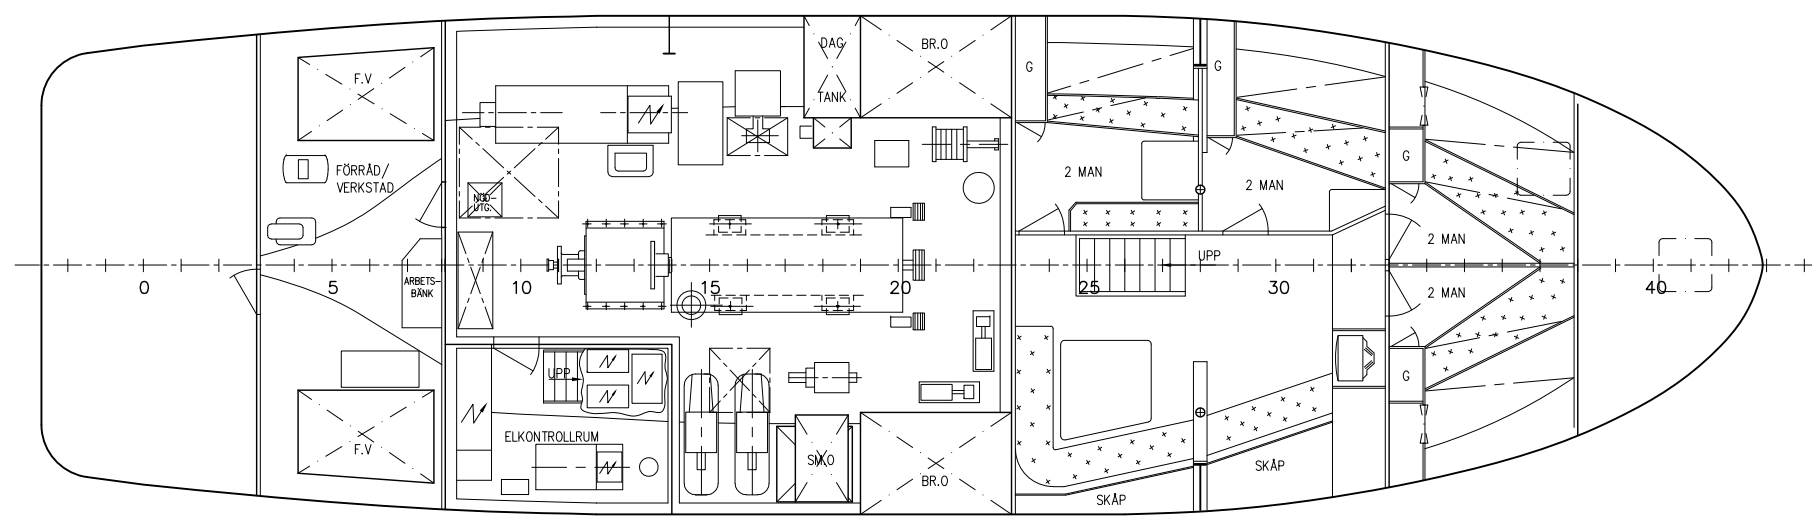 DAG
TANK
BR.O
F.V
G
G
FÖRRÅD/
VERKSTAD
NÖD-
UTG.
2 MAN
2 MAN
G
2 MAN
2 MAN
UPP
ARBETS-
BÄNK
0
5
10
15
20
25
30
40
UPP
G
ELKONTROLLRUM
F.V
SM.O
BR.O
SKÅP
SKÅP